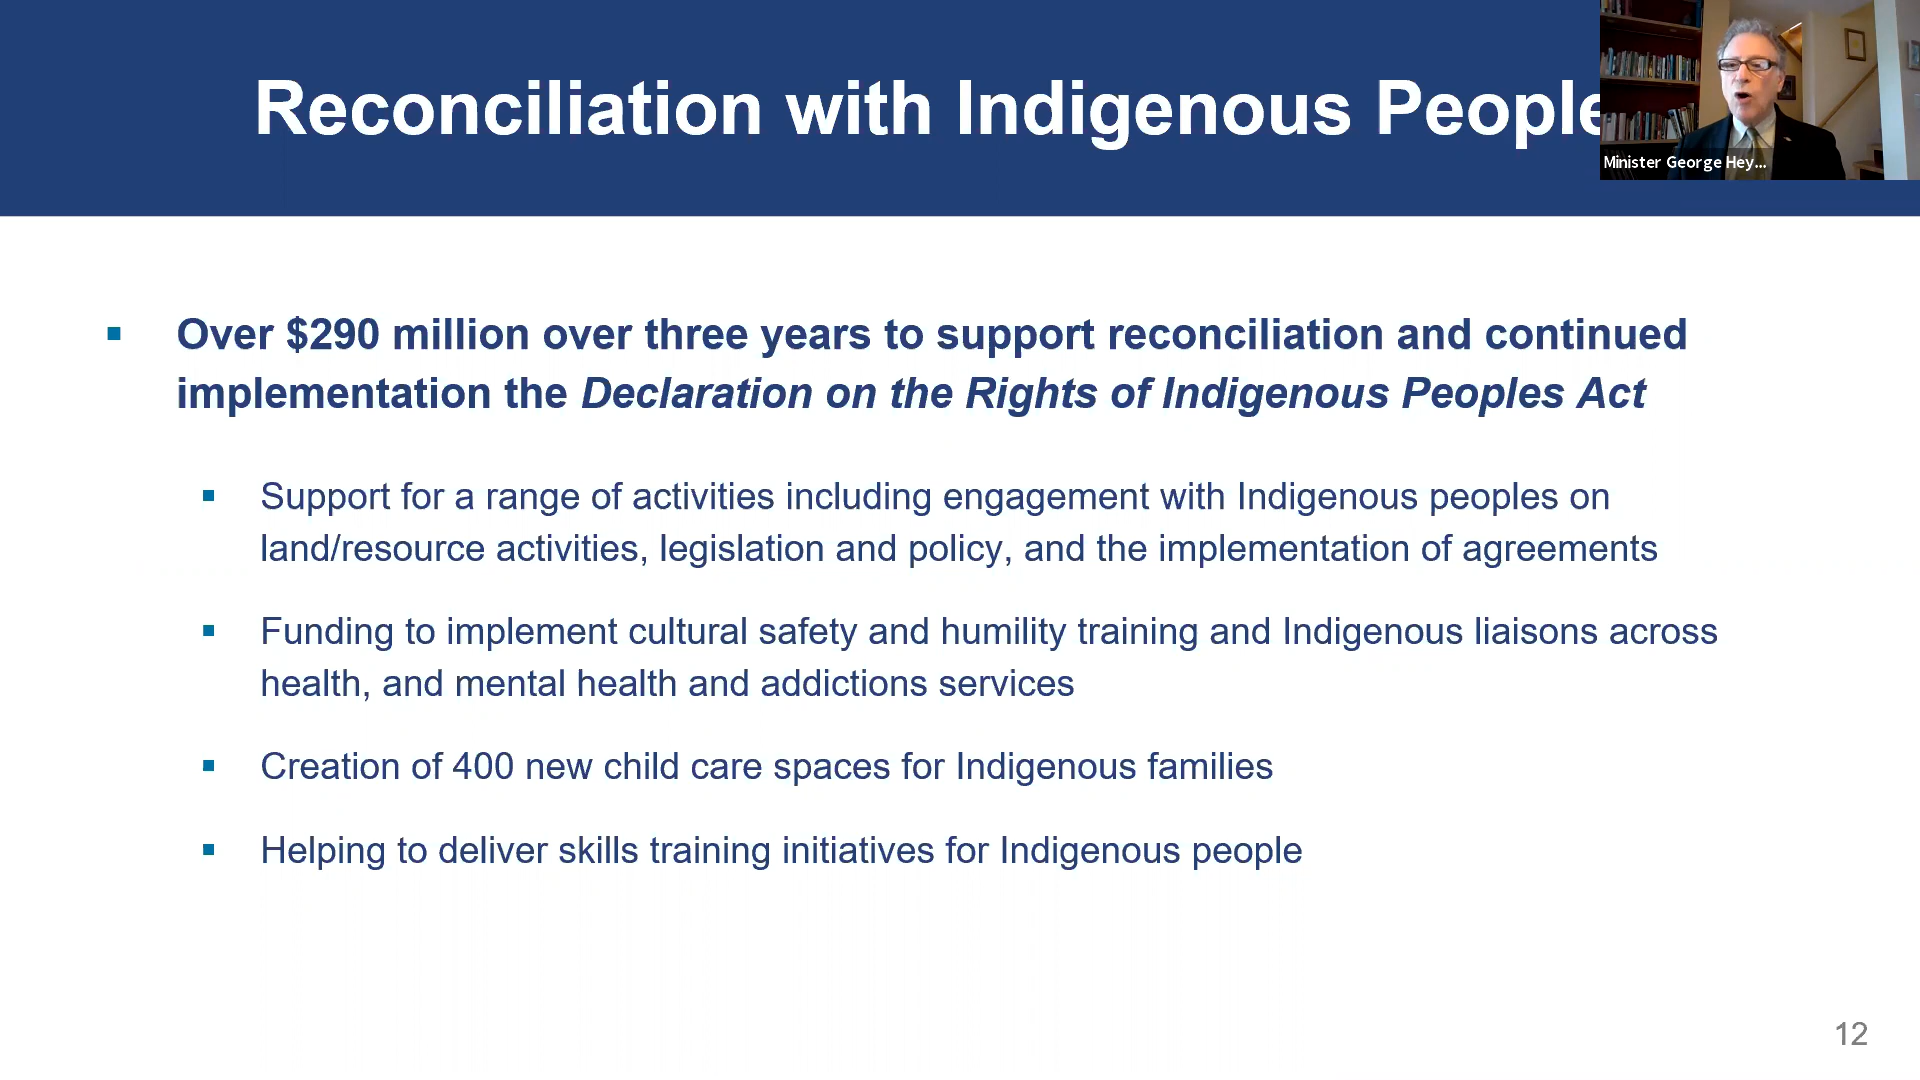 Reconciliation with Indigenous People
Minister George Hey...
▪ Over $290 million over three years to support reconciliation and continued
implementation the Declaration on the Rights of Indigenous Peoples Act
▪ Support for a range of activities including engagement with Indigenous peoples on
land/resource activities, legislation and policy, and the implementation of agreements
▪ Funding to implement cultural safety and humility training and Indigenous liaisons across
health, and mental health and addictions services
▪ Creation of 400 new child care spaces for Indigenous families
▪ Helping to deliver skills training initiatives for Indigenous people
12